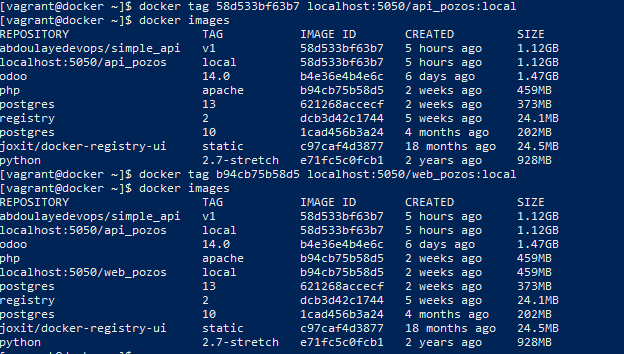 [vagrant@docker ~]$ docker tag 58d533bf63b7 localhost:5050/api_pozos:local
[vagrant@docker ~]$ docker images
REPOSITORY TAG IMAGE ID CREATED SIZE
abdoulayedevops/simple_api v1 58d533bf63b7 5 hours ago 1.12GB
localhost:5050/api_pozos local 58d533bf63b7 5 hours ago 1.12GB
odoo 14.0 b4e36e4b4e6c 6 days ago 1.47GB
php apache b94cb75b58d5 2 weeks ago 459MB
postgres 13 621268accecf 2 weeks ago 373MB
registry 2 dcb3d42c1744 5 weeks ago 24.1MB
postgres 10 1cad456b3a24 4 months ago 202MB
joxit/docker-registry-ui static c97caf4d3877 18 months ago 24.5MB
python 2.7-stretch e71fc5c0fcb1 2 years ago 928MB
[vagrant@docker ~]$ docker tag b94cb75b58d5 localhost:5050/web_pozos:local
[vagrant@docker ~]$ docker images
REPOSITORY TAG IMAGE ID CREATED SIZE
abdoulayedevops/simple_api v1 58d533bf63b7 5 hours ago 1.12GB
localhost:5050/api_pozos local 58d533bf63b7 5 hours ago 1.12GB
odoo 14.0 b4e36e4b4e6c 6 days ago 1.47GB
php apache b94cb75b58d5 2 weeks ago 459MB
localhost:5050/web_pozos local b94cb75b58d5 2 weeks ago 459MB
postgres 13 621268accecf 2 weeks ago 373MB
registry 2 dcb3d42c1744 5 weeks ago 24.1MB
postgres 10 1cad456b3a24 4 months ago 202MB
joxit/docker-registry-ui static c97caf4d3877 18 months ago 24.5MB
python 2.7-stretch e71fc5c0fcb1 2 years ago 928MB